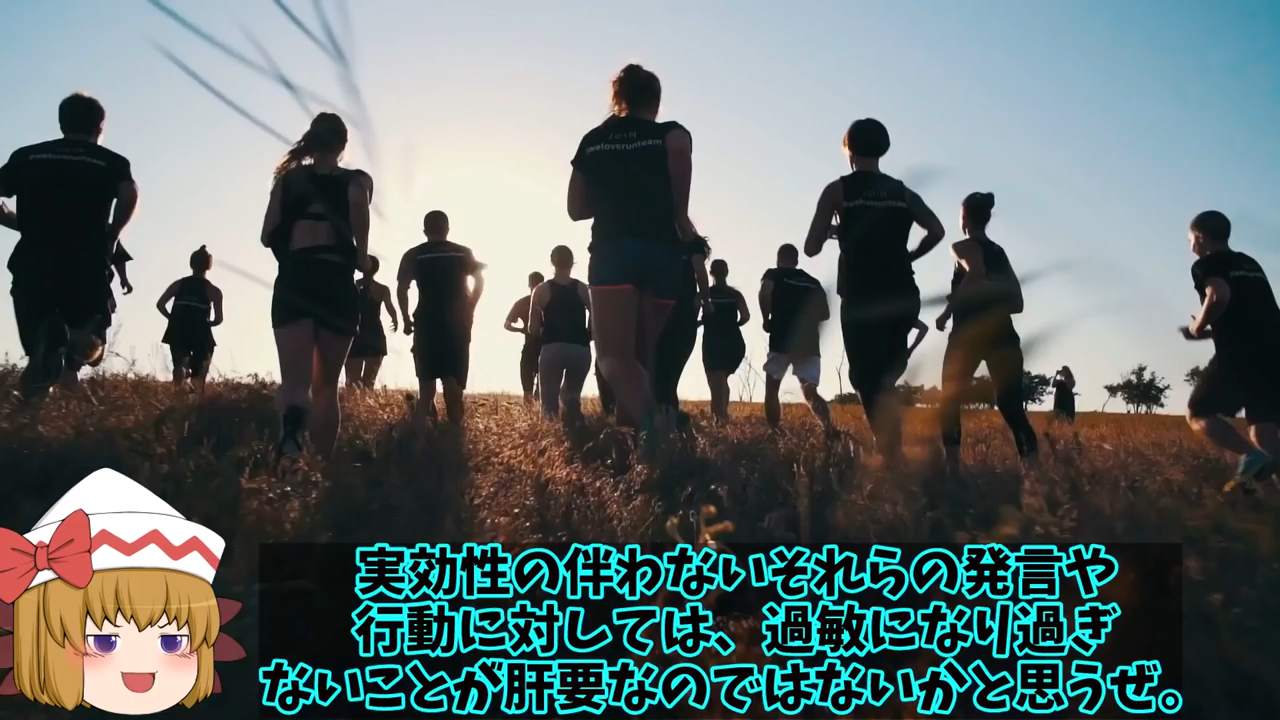 JOIN
@weloverunteam
実効性の伴わないそれらの発言や
行動に対しては、過敏になり過ぎ
ないことが肝要なのではないかと思うぜ。